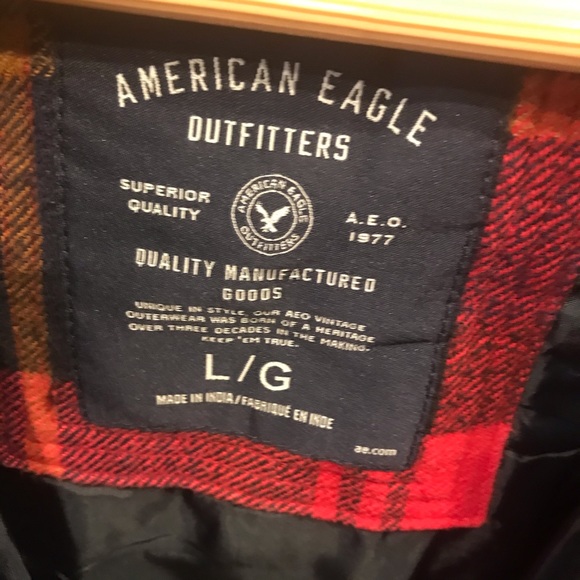 AMERICAN EAGLE
OUTFITTERS
SUPERIOR
QUALITY
AMERICAN EAGLE
OUTFITTERS
A.E.O.
1977
QUALITY MANUFACTURED
GOODS
UNIQUE IN STYLE, OUR AEO VINTAGE
OUTERWEAR WAS BORN OF A HERITAGE
OVER THREE DECADES IN THE MAKING.
KEEP 'EM TRUE.
L/G
MADE IN INDIA/FABRIQUÉ EN INDE
ae.com